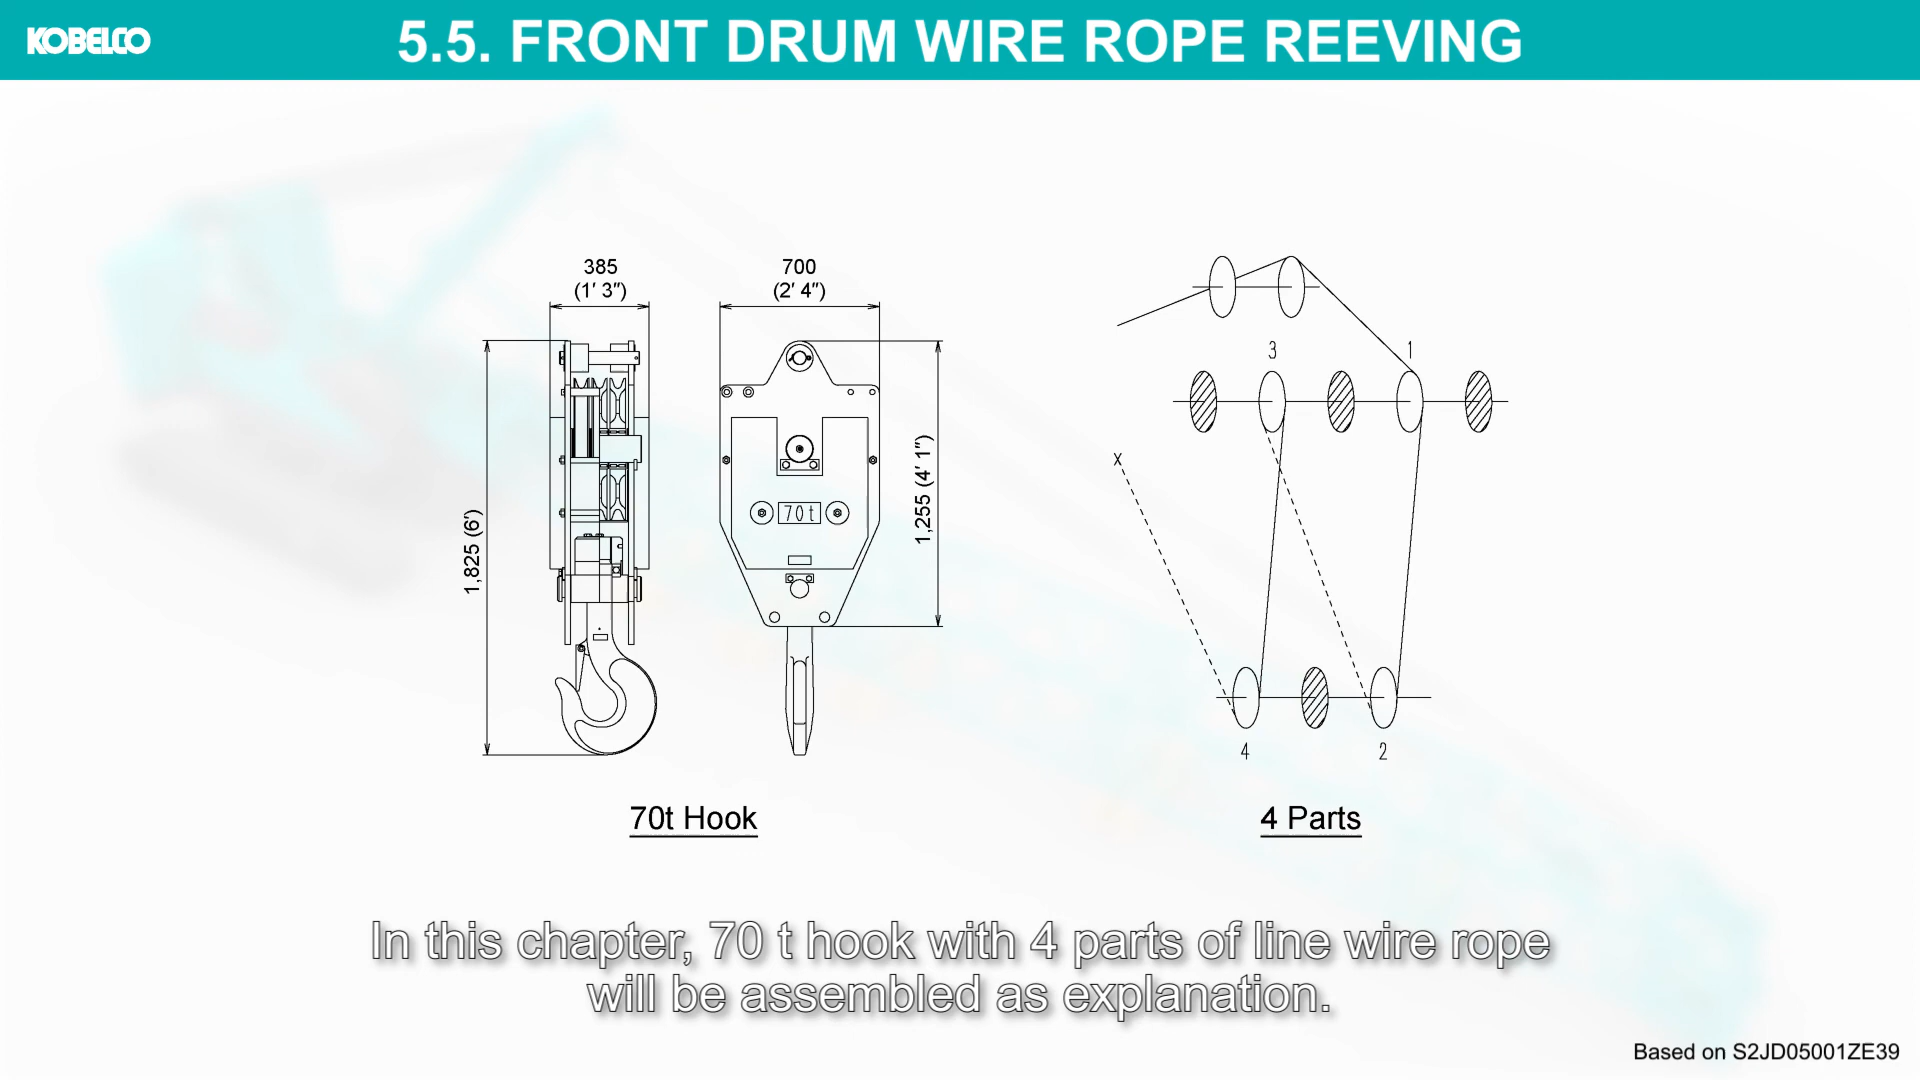 KOBELCO
5.5. FRONT DRUM WIRE ROPE REEVING
385
(1′ 3″)
700
(2′ 4″)
1,825 (6′)
1,255 (4′ 1″)
70t
3
1
X
4
2
70t Hook
4 Parts
In this chapter, 70 t hook with 4 parts of line wire rope
will be assembled as explanation.
Based on S2JD05001ZE39